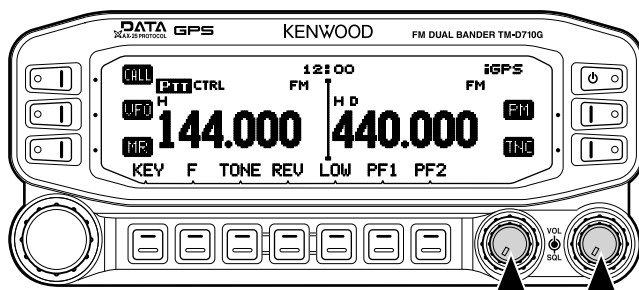 DATA GPS KENWOOD FM DUAL BANDER TM-D710G
AX-25 PROTOCOL
CALL 12:00 iGPS
PTT CTRL FM FM
H H D
VFO 144.000 440.000 PM
MR TNC
KEY F TONE REV LOW PF1 PF2
VOL
SQL